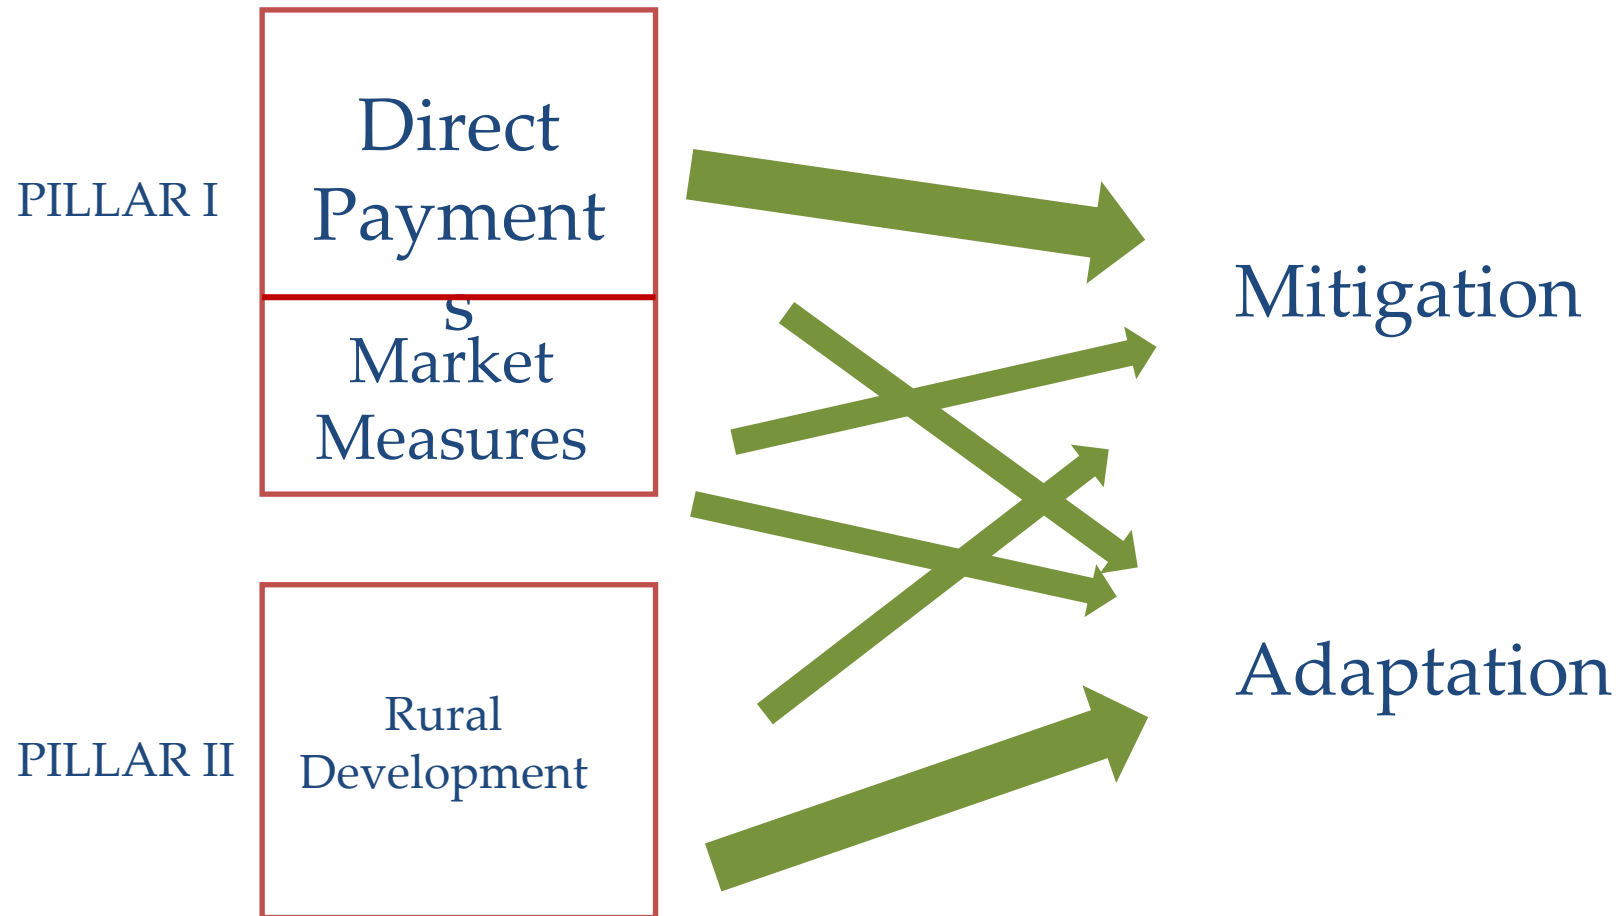 PILLAR I
Direct
Payment
s
Market
Measures
PILLAR II
Rural
Development
Mitigation
Adaptation